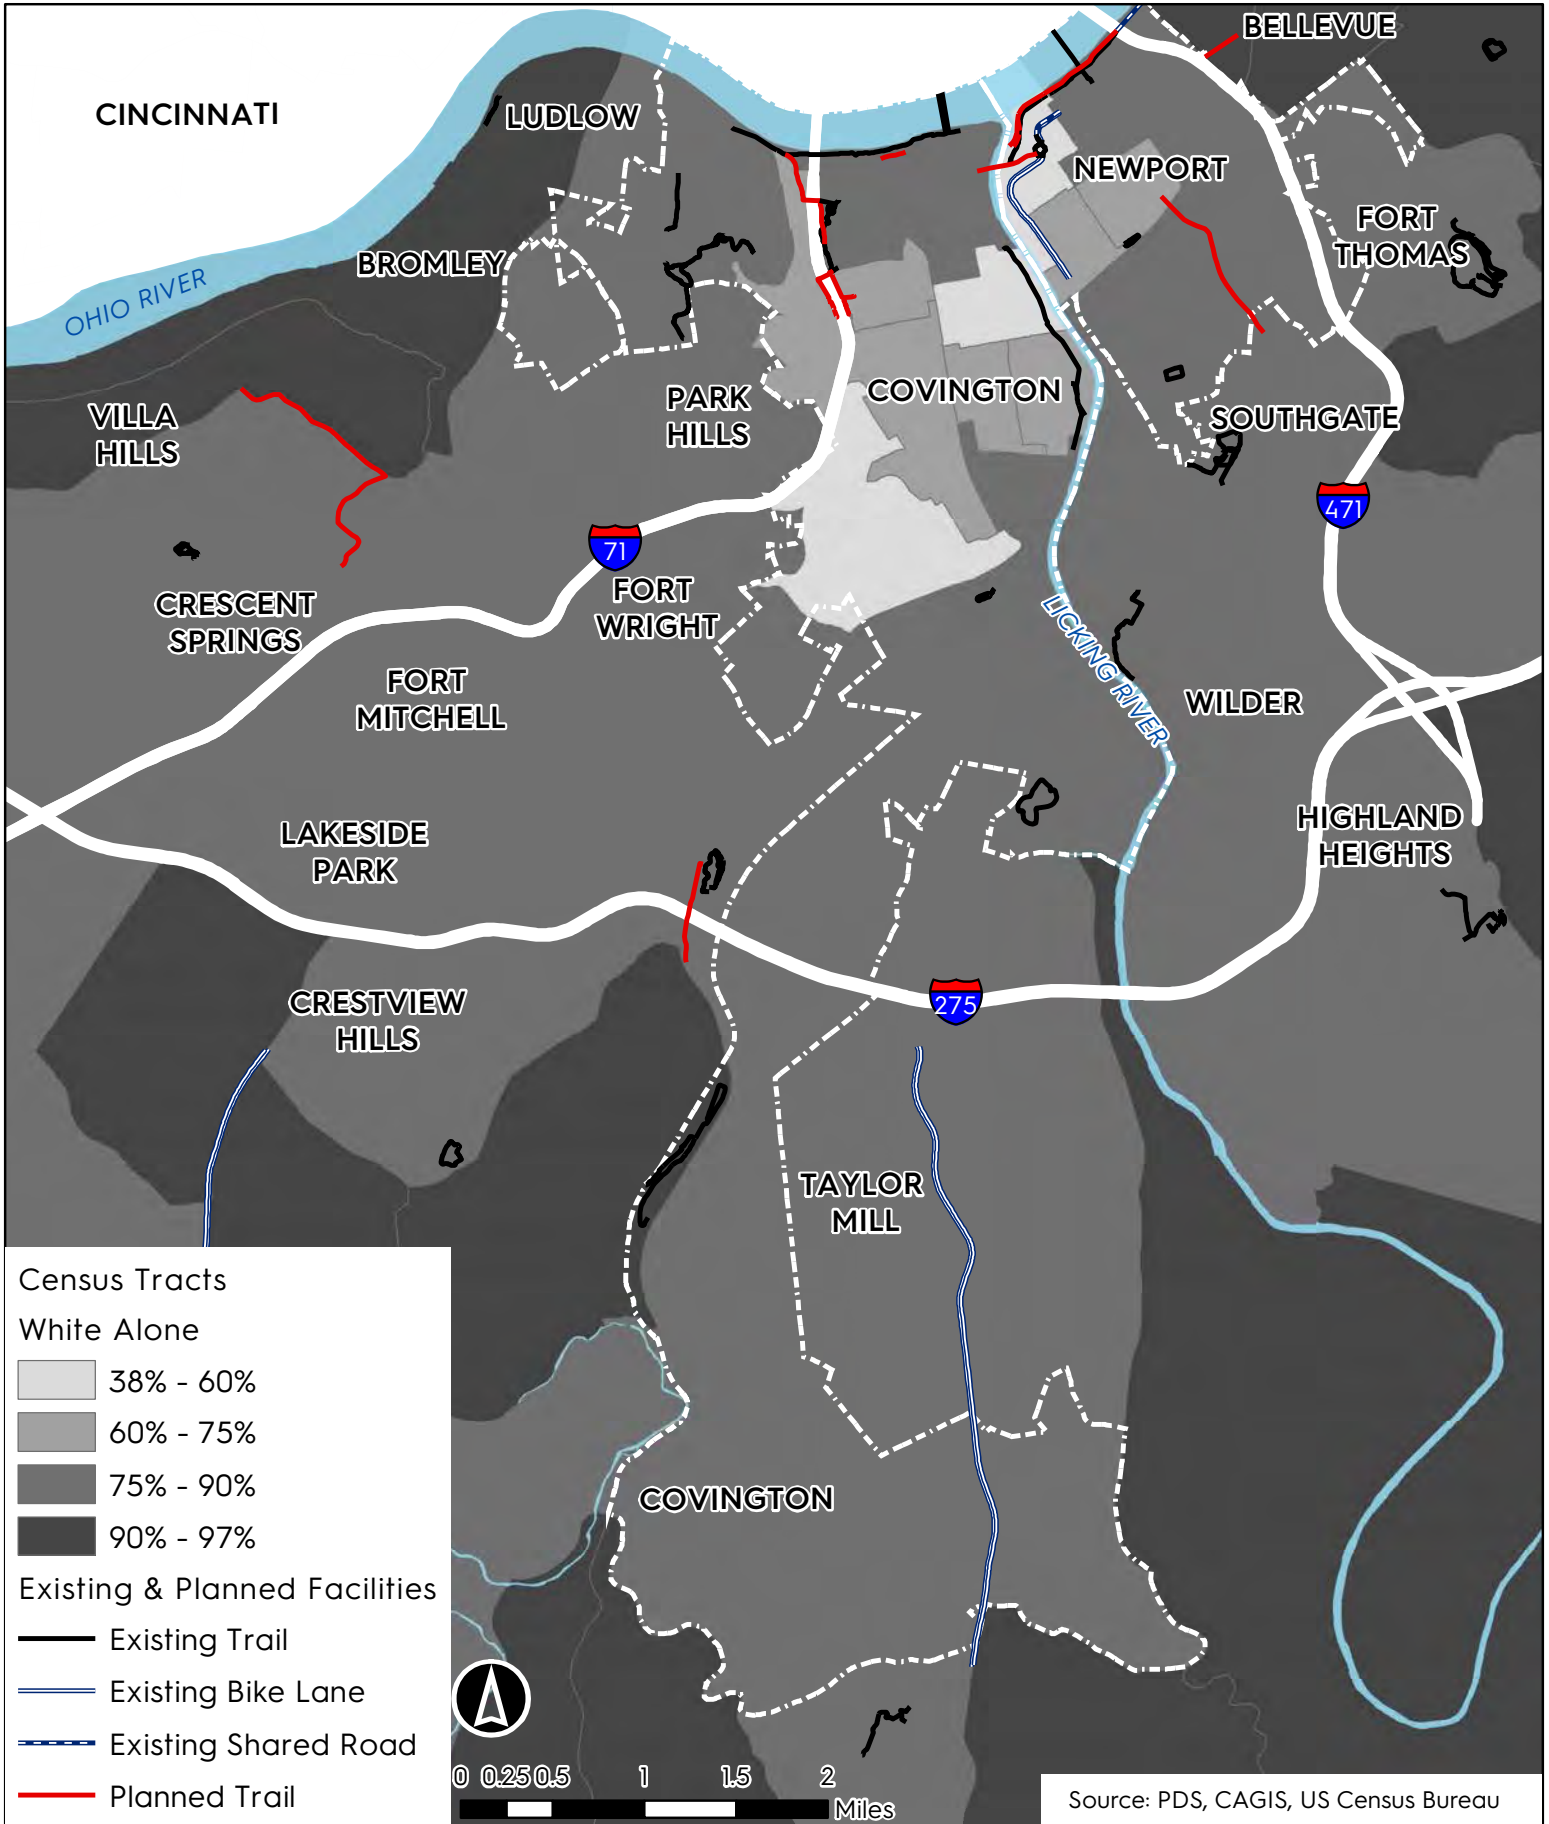 BELLEVUE
CINCINNATI
LUDLOW
NEWPORT
FORT
THOMAS
BROMLEY
OHIO RIVER
PARK
HILLS
COVINGTON
VILLA
HILLS
SOUTHGATE
471
71
CRESCENT
SPRINGS
FORT
WRIGHT
LICKING RIVER
FORT
MITCHELL
WILDER
LAKESIDE
PARK
HIGHLAND
HEIGHTS
CRESTVIEW
HILLS
275
TAYLOR
MILL
COVINGTON
Census Tracts
White Alone
38% - 60%
60% - 75%
75% - 90%
90% - 97%
Existing & Planned Facilities
Existing Trail
Existing Bike Lane
Existing Shared Road
Planned Trail
0 0.25 0.5 1 1.5 2
Miles
Source: PDS, CAGIS, US Census Bureau